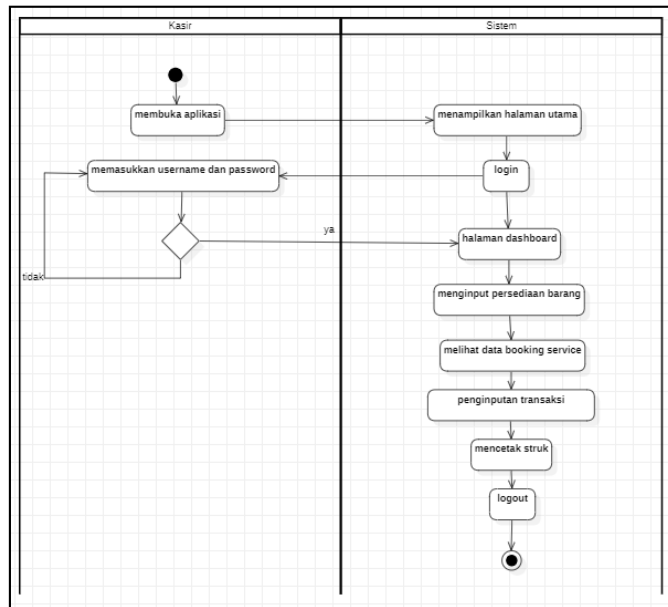 Kasir
Sistem
membuka aplikasi
menampilkan halaman utama
memasukkan username dan password
login
ya
halaman dashboard
tidak
menginput persediaan barang
melihat data booking service
penginputan transaksi
mencetak struk
logout